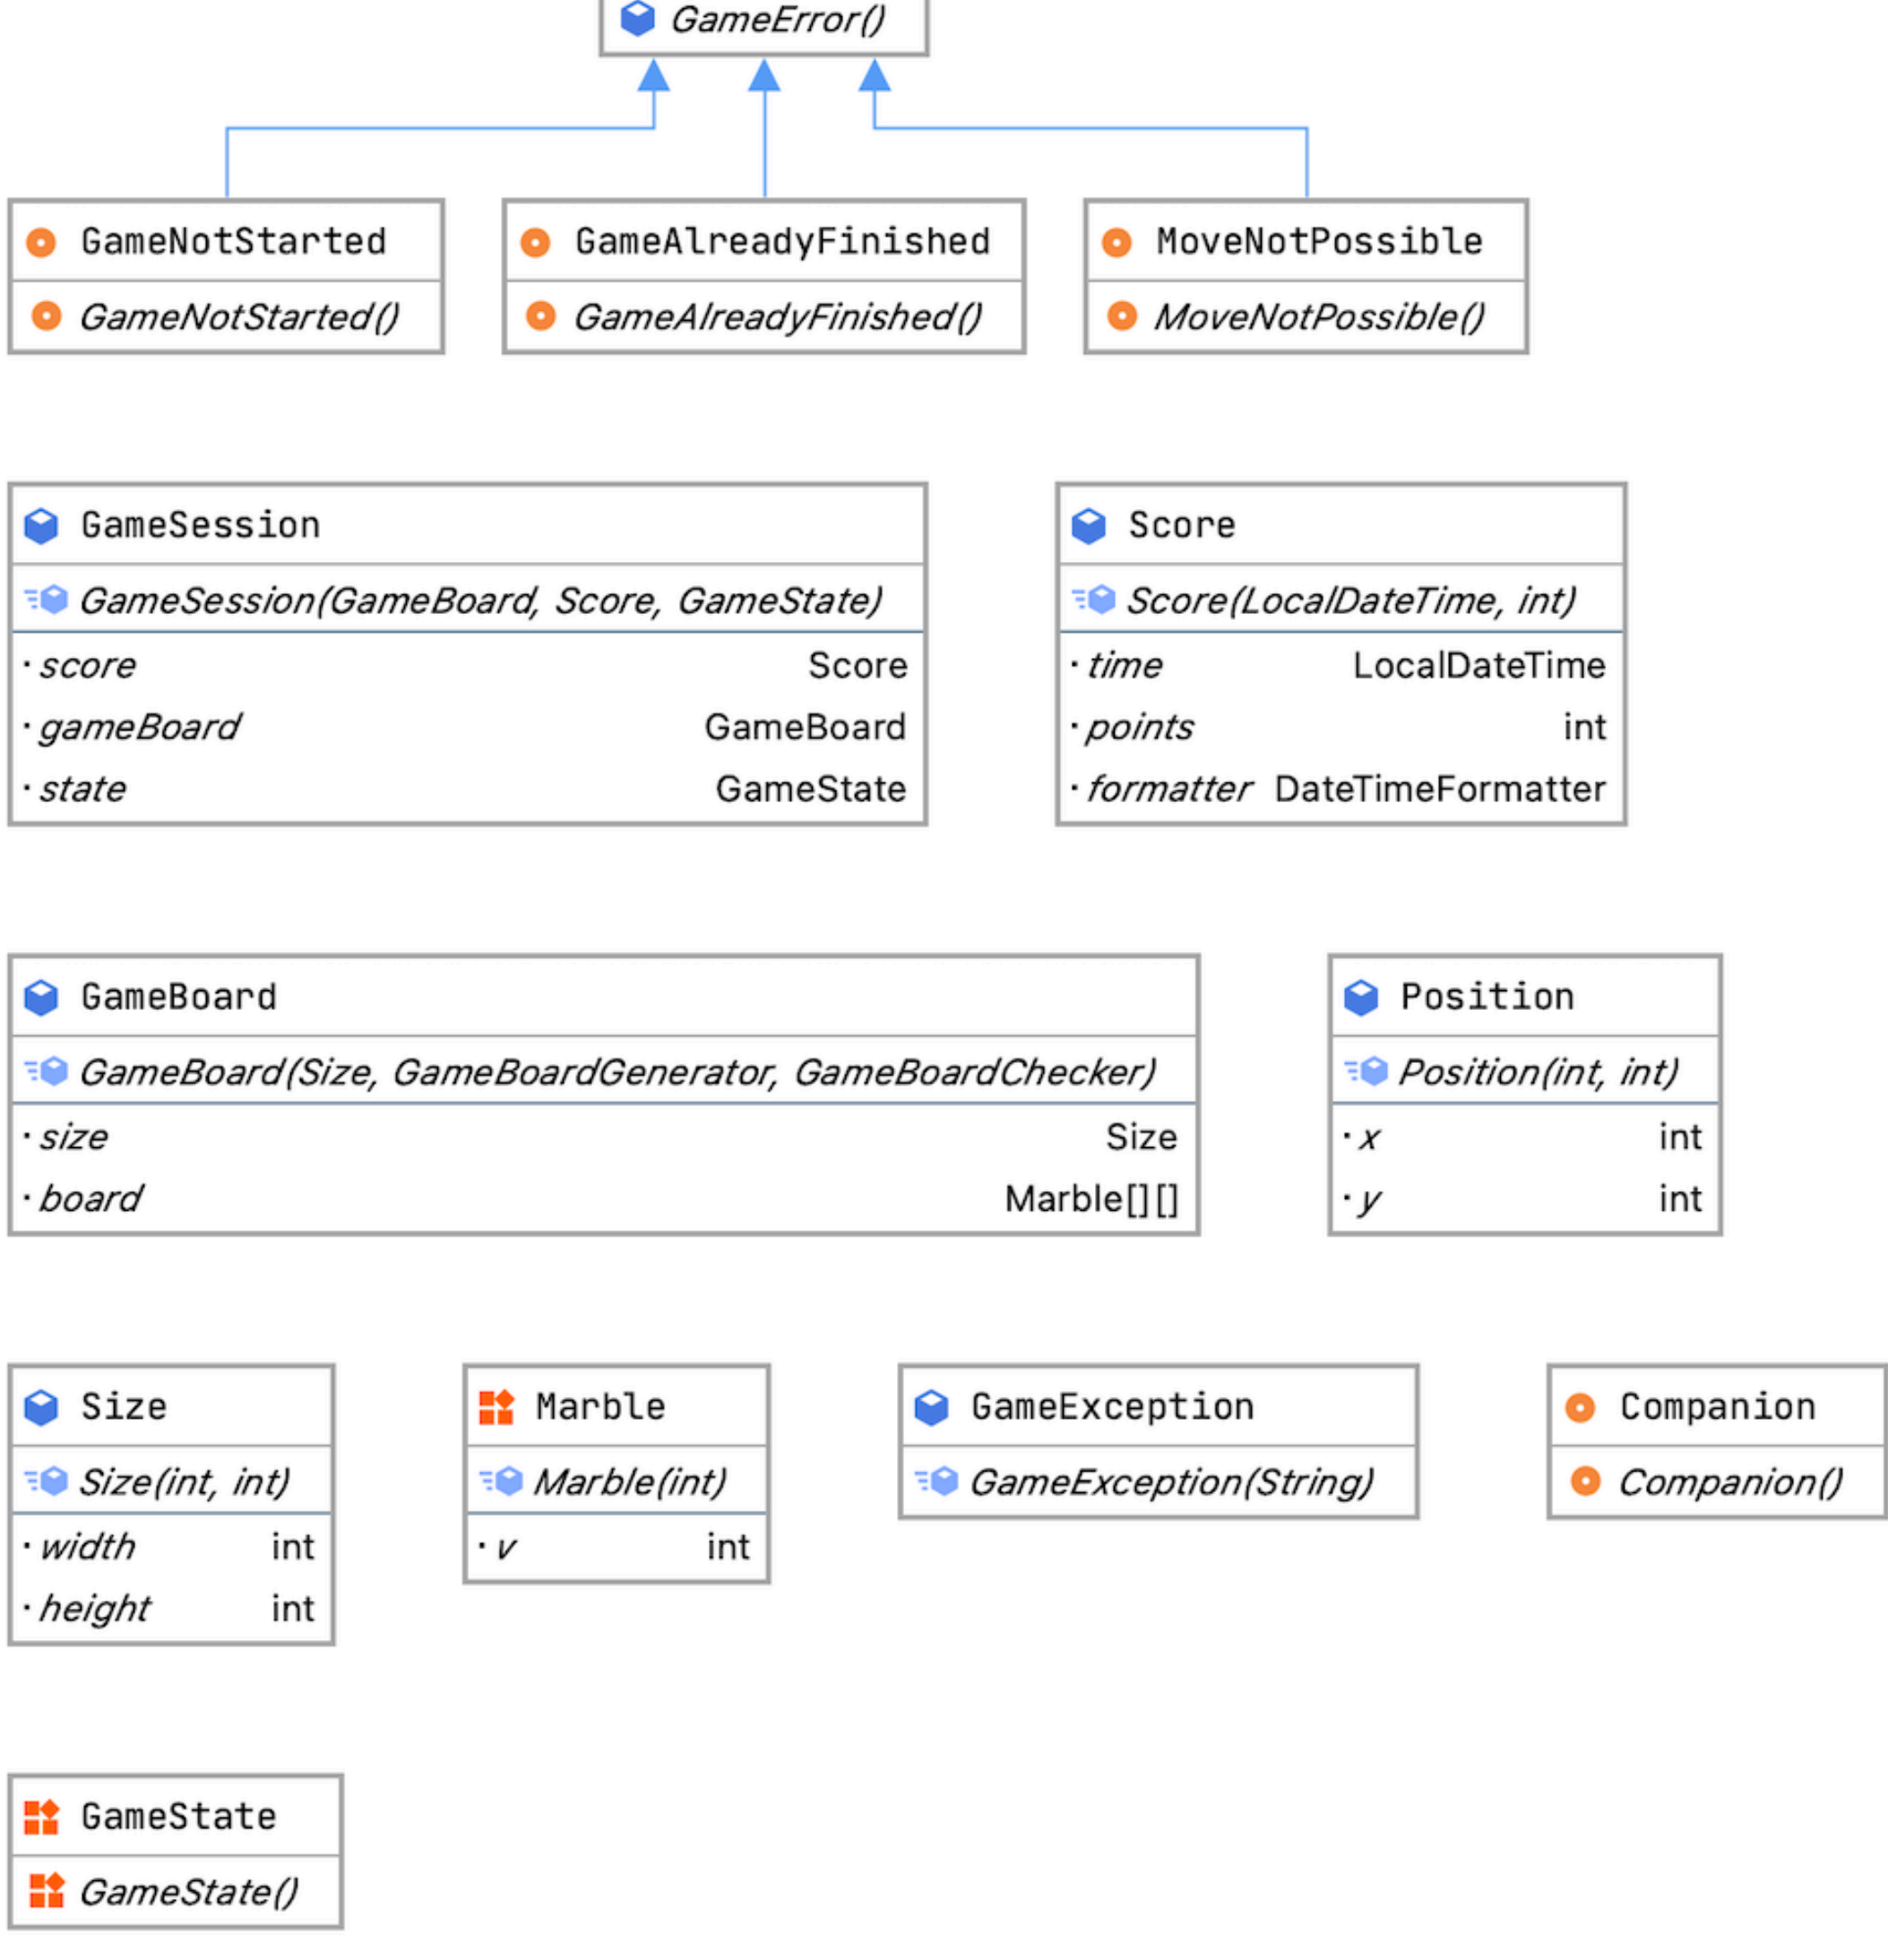 GameError()
GameNotStarted
GameNotStarted()
GameAlreadyFinished
GameAlreadyFinished()
MoveNotPossible
MoveNotPossible()
GameSession
GameSession(GameBoard, Score, GameState)
score Score
gameBoard GameBoard
state GameState
Score
Score(LocalDateTime, int)
time LocalDateTime
points int
formatter DateTimeFormatter
GameBoard
GameBoard(Size, GameBoardGenerator, GameBoardChecker)
size Size
board Marble[][]
Position
Position(int, int)
x int
y int
Size
Size(int, int)
width int
height int
Marble
Marble(int)
v int
GameException
GameException(String)
Companion
Companion()
GameState
GameState()